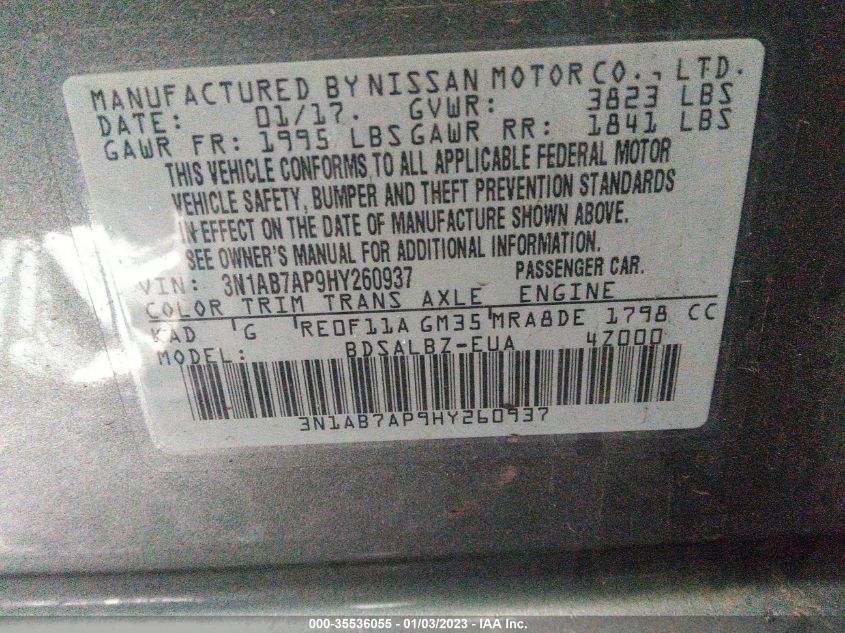 MANUFACTURED BY NISSAN MOTOR CO., LTD.
DATE: 01/17. GVWR: 3823 LBS
GAWR FR: 1995 LBS GAWR RR: 1841 LBS
THIS VEHICLE CONFORMS TO ALL APPLICABLE FEDERAL MOTOR
VEHICLE SAFETY, BUMPER AND THEFT PREVENTION STANDARDS
IN EFFECT ON THE DATE OF MANUFACTURE SHOWN ABOVE.
SEE OWNER'S MANUAL FOR ADDITIONAL INFORMATION.
VIN: 3N1AB7AP9HY260937 PASSENGER CAR.
COLOR TRIM TRANS AXLE ENGINE
KAD G RE0F11A GM35 MRA8DE 1798 CC
MODEL: BDSALBZ-EUA 4Z000
3N1AB7AP9HY260937
000-35536055 — 01/03/2023 — IAA Inc.